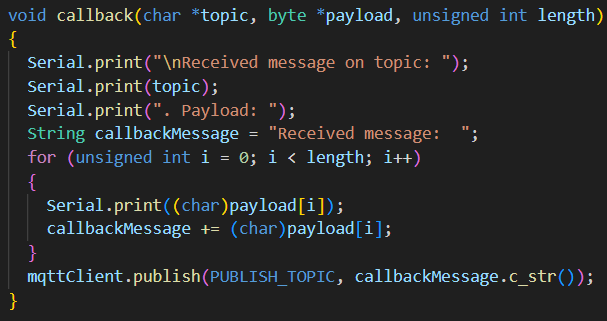 void callback(char *topic, byte *payload, unsigned int length)
{
  Serial.print("\nReceived message on topic: ");
  Serial.print(topic);
  Serial.print(". Payload: ");
  String callbackMessage = "Received message:  ";
  for (unsigned int i = 0; i < length; i++)
  {
    Serial.print((char)payload[i]);
    callbackMessage += (char)payload[i];
  }
  mqttClient.publish(PUBLISH_TOPIC, callbackMessage.c_str());
}